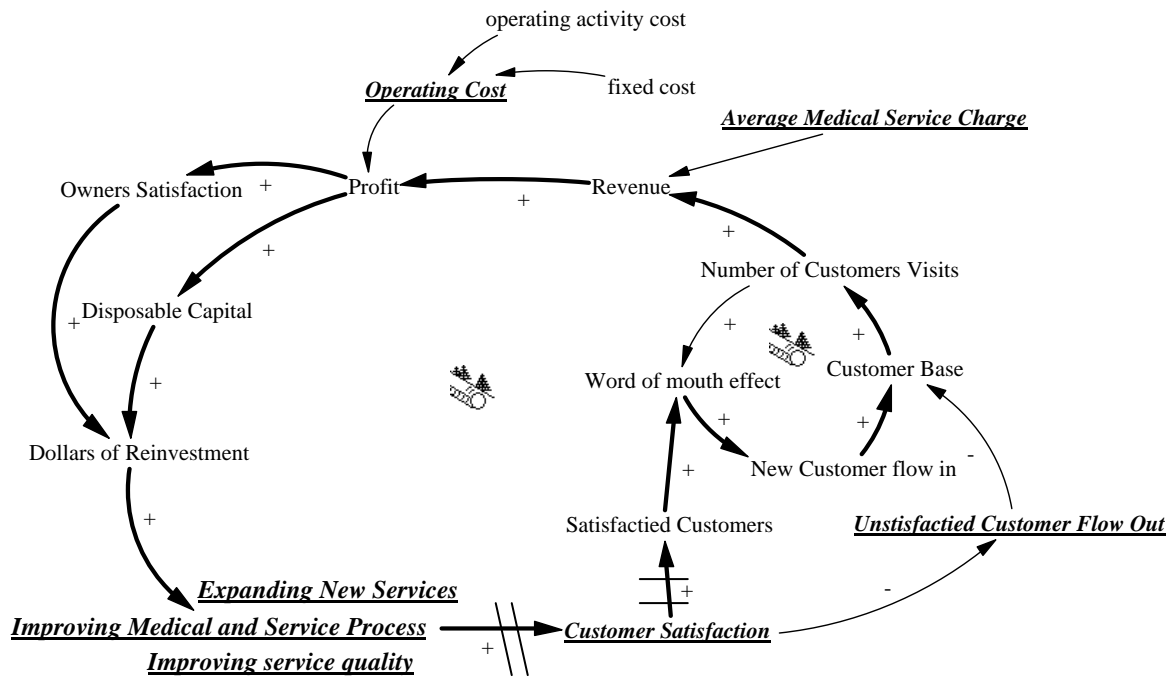 operating activity cost
Operating Cost
fixed cost
Average Medical Service Charge
Owners Satisfaction
+
Profit
Revenue
+
+
+
Number of Customers Visits
+
Disposable Capital
+
+
Word of mouth effect
Customer Base
+
+
+
Dollars of Reinvestment
New Customer flow in
-
+
+
Satisfactied Customers
Unstisfactied Customer Flow Out
Expanding New Services
+
-
Improving Medical and Service Process
Customer Satisfaction
+
Improving service quality